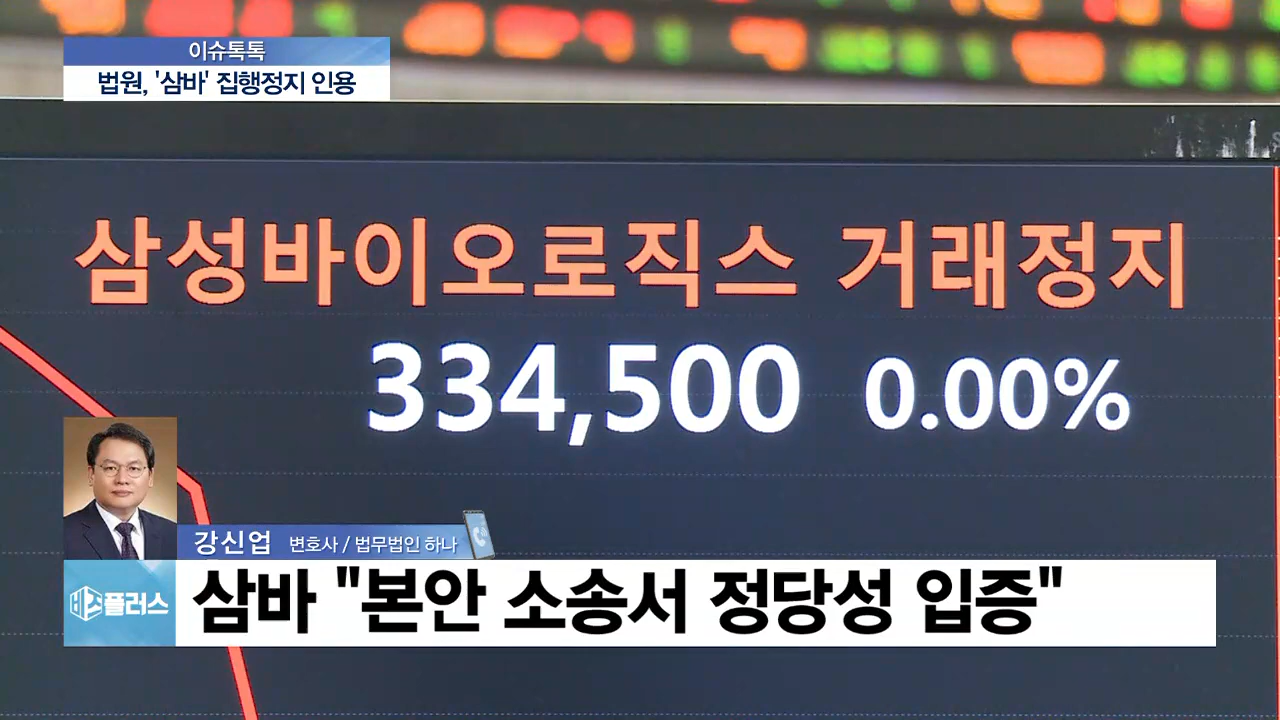 이슈톡톡
법원, '삼바' 집행정지 인용
삼성바이오로직스 거래정지
334,500 0.00%
강신업 변호사 / 법무법인 하나
비즈플러스
삼바 "본안 소송서 정당성 입증"